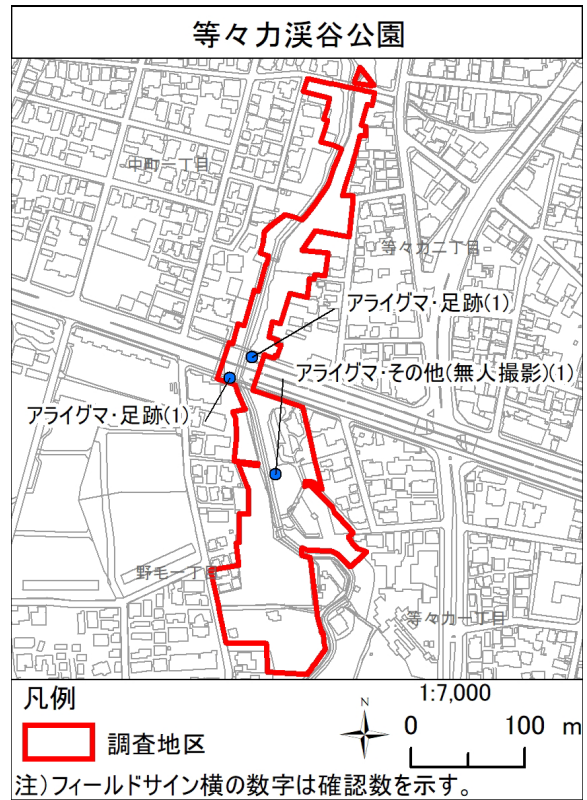 等々力渓谷公園
中町一丁目
等々力二丁目
アライグマ・足跡(1)
アライグマ・その他(無人撮影)(1)
アライグマ・足跡(1)
野毛一丁目
等々力一丁目
凡例
調査地区
N
1:7,000
0 100 m
注)フィールドサイン横の数字は確認数を示す。